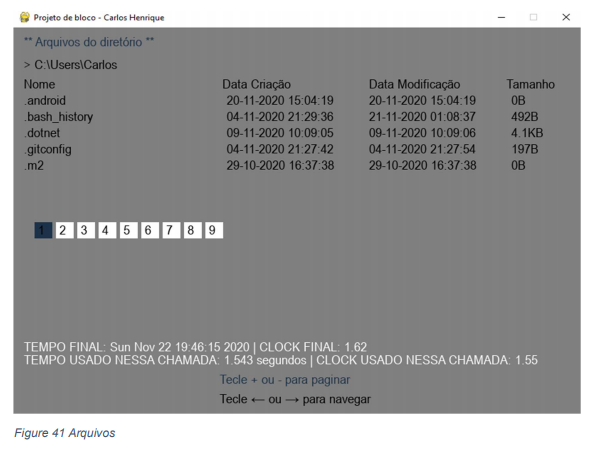 Projeto de bloco - Carlos Henrique
** Arquivos do diretório **
> C:\Users\Carlos
Nome Data Criação Data Modificação Tamanho
.android 20-11-2020 15:04:19 20-11-2020 15:04:19 0B
.bash_history 04-11-2020 21:29:36 21-11-2020 01:08:37 492B
.dotnet 09-11-2020 10:09:05 09-11-2020 10:09:06 4.1KB
.gitconfig 04-11-2020 21:27:42 04-11-2020 21:27:54 197B
.m2 29-10-2020 16:37:38 29-10-2020 16:37:38 0B
1 2 3 4 5 6 7 8 9
TEMPO FINAL: Sun Nov 22 19:46:15 2020 | CLOCK FINAL: 1.62
TEMPO USADO NESSA CHAMADA: 1.543 segundos | CLOCK USADO NESSA CHAMADA: 1.55
Tecle + ou - para paginar
Tecle ← ou → para navegar
Figure 41 Arquivos